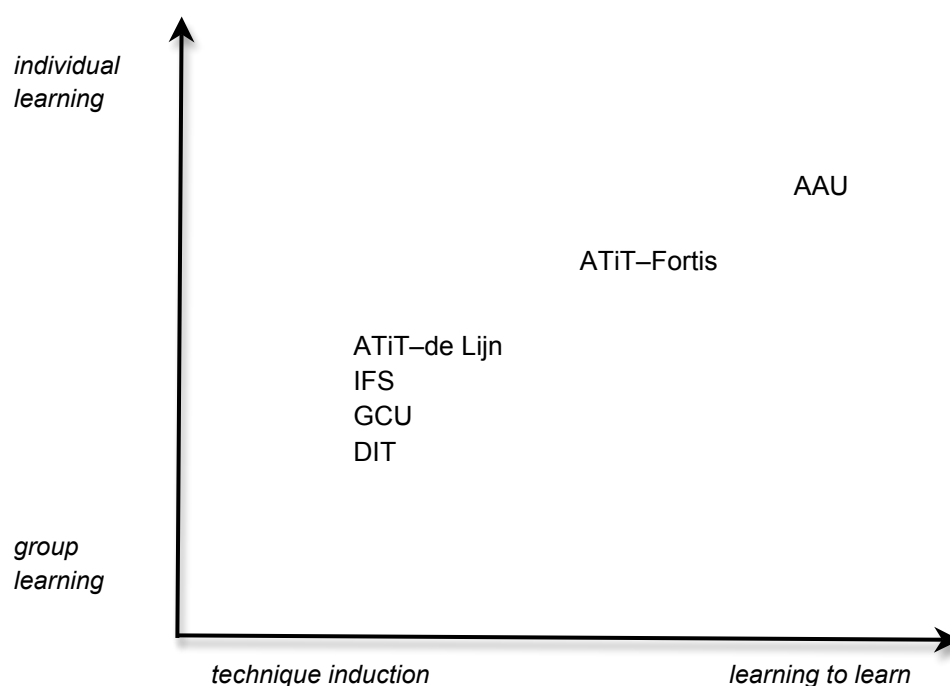 individual
learning
AAU
ATiT–Fortis
ATiT–de Lijn
IFS
GCU
DIT
group
learning
technique induction
learning to learn